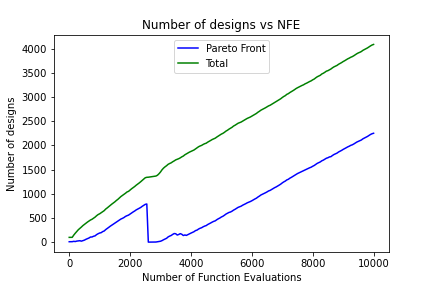 Number of designs vs NFE
Pareto Front
Total
Number of designs
4000
3500
3000
2500
2000
1500
1000
500
0
0 2000 4000 6000 8000 10000
Number of Function Evaluations